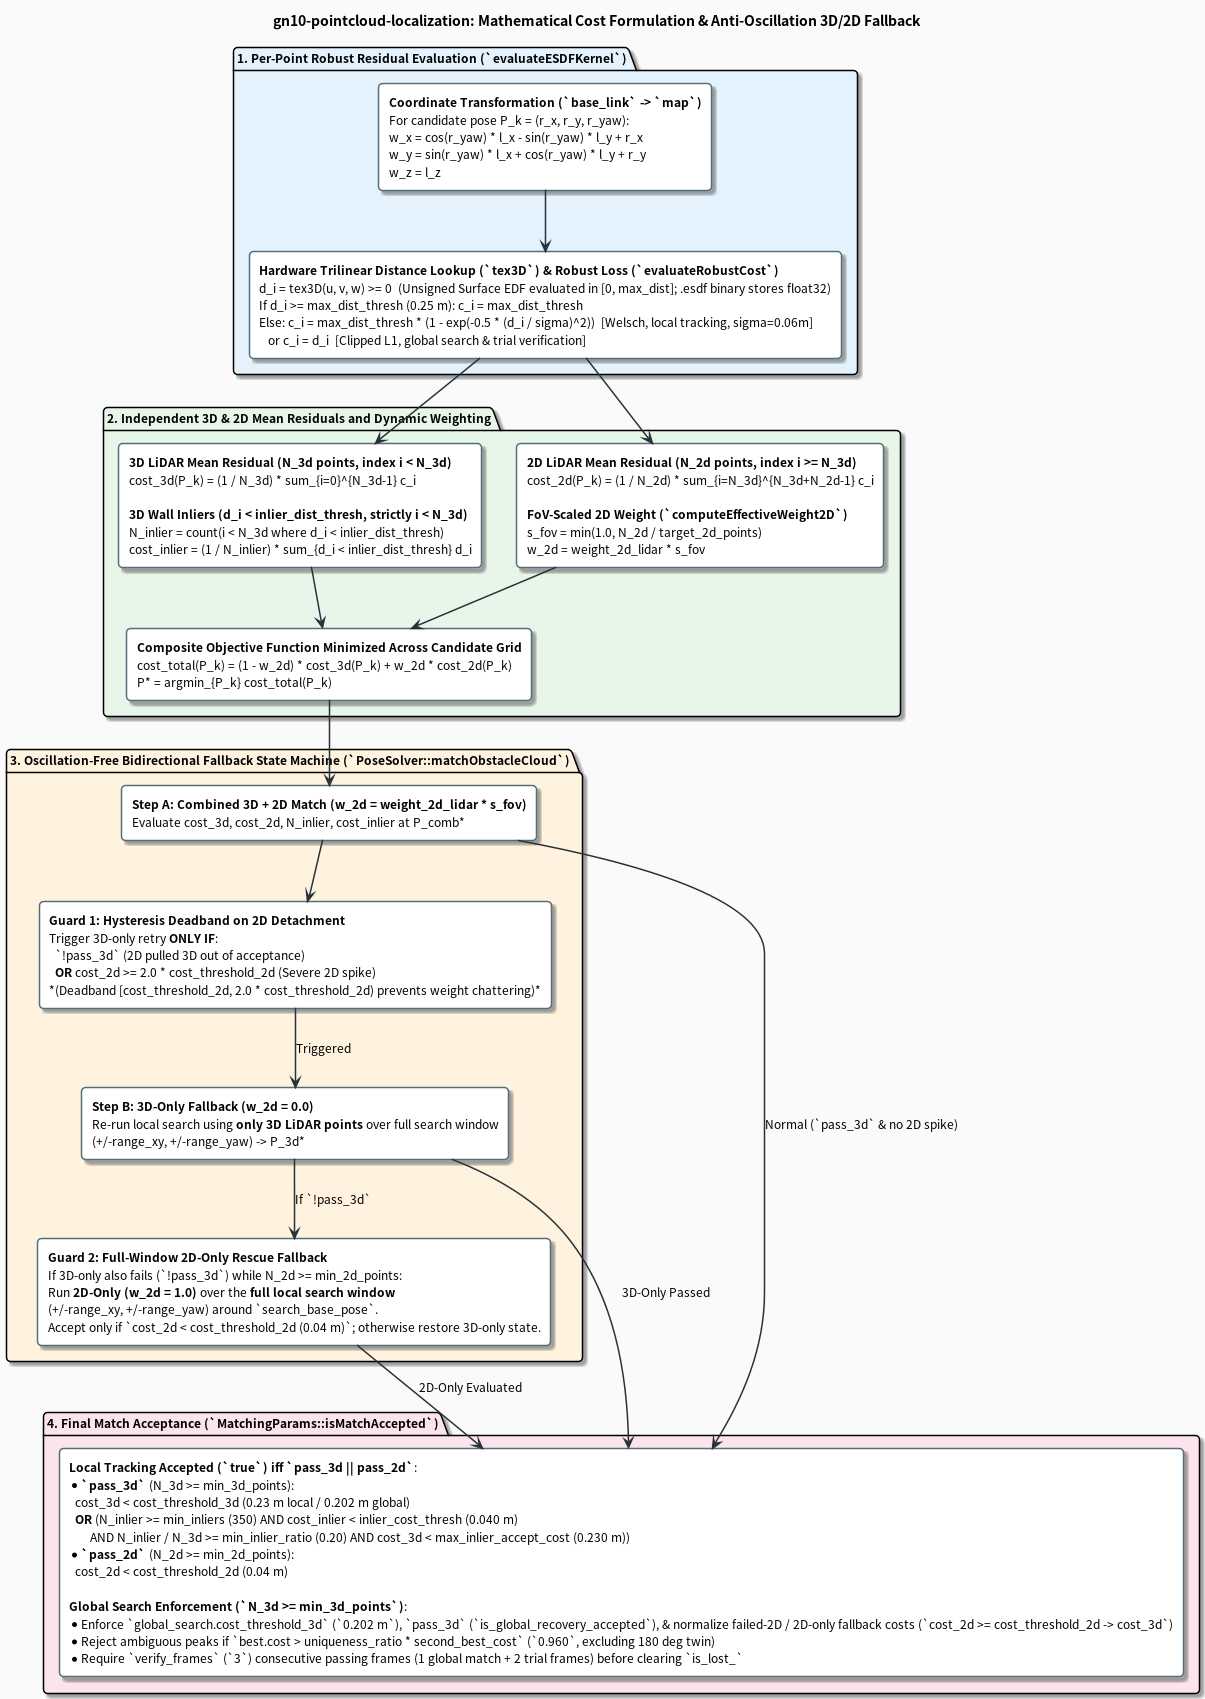 gn10-pointcloud-localization: Mathematical Cost Formulation & Anti-Oscillation 3D/2D Fallback
1. Per-Point Robust Residual Evaluation (`evaluateESDFKernel`)
Coordinate Transformation (`base_link` -> `map`)
For candidate pose P_k = (r_x, r_y, r_yaw):
w_x = cos(r_yaw) * l_x - sin(r_yaw) * l_y + r_x
w_y = sin(r_yaw) * l_x + cos(r_yaw) * l_y + r_y
w_z = l_z
Hardware Trilinear Distance Lookup (`tex3D`) & Robust Loss (`evaluateRobustCost`)
d_i = tex3D(u, v, w) >= 0  (Unsigned Surface EDF evaluated in [0, max_dist]; .esdf binary stores float32)
If d_i >= max_dist_thresh (0.25 m): c_i = max_dist_thresh
Else: c_i = max_dist_thresh * (1 - exp(-0.5 * (d_i / sigma)^2))  [Welsch, local tracking, sigma=0.06m]
or c_i = d_i  [Clipped L1, global search & trial verification]
2. Independent 3D & 2D Mean Residuals and Dynamic Weighting
3D LiDAR Mean Residual (N_3d points, index i < N_3d)
cost_3d(P_k) = (1 / N_3d) * sum_{i=0}^{N_3d-1} c_i
3D Wall Inliers (d_i < inlier_dist_thresh, strictly i < N_3d)
N_inlier = count(i < N_3d where d_i < inlier_dist_thresh)
cost_inlier = (1 / N_inlier) * sum_{d_i < inlier_dist_thresh} d_i
2D LiDAR Mean Residual (N_2d points, index i >= N_3d)
cost_2d(P_k) = (1 / N_2d) * sum_{i=N_3d}^{N_3d+N_2d-1} c_i
FoV-Scaled 2D Weight (`computeEffectiveWeight2D`)
s_fov = min(1.0, N_2d / target_2d_points)
w_2d = weight_2d_lidar * s_fov
Composite Objective Function Minimized Across Candidate Grid
cost_total(P_k) = (1 - w_2d) * cost_3d(P_k) + w_2d * cost_2d(P_k)
P* = argmin_{P_k} cost_total(P_k)
3. Oscillation-Free Bidirectional Fallback State Machine (`PoseSolver::matchObstacleCloud`)
Step A: Combined 3D + 2D Match (w_2d = weight_2d_lidar * s_fov)
Evaluate cost_3d, cost_2d, N_inlier, cost_inlier at P_comb*
Guard 1: Hysteresis Deadband on 2D Detachment
Trigger 3D-only retry ONLY IF:
`!pass_3d` (2D pulled 3D out of acceptance)
OR cost_2d >= 2.0 * cost_threshold_2d (Severe 2D spike)
*(Deadband [cost_threshold_2d, 2.0 * cost_threshold_2d) prevents weight chattering)*
Triggered
Normal (`pass_3d` & no 2D spike)
Step B: 3D-Only Fallback (w_2d = 0.0)
Re-run local search using only 3D LiDAR points over full search window
(+/-range_xy, +/-range_yaw) -> P_3d*
If `!pass_3d`
Guard 2: Full-Window 2D-Only Rescue Fallback
If 3D-only also fails (`!pass_3d`) while N_2d >= min_2d_points:
Run 2D-Only (w_2d = 1.0) over the full local search window
(+/-range_xy, +/-range_yaw) around `search_base_pose`.
Accept only if `cost_2d < cost_threshold_2d (0.04 m)`; otherwise restore 3D-only state.
3D-Only Passed
2D-Only Evaluated
4. Final Match Acceptance (`MatchingParams::isMatchAccepted`)
Local Tracking Accepted (`true`) iff `pass_3d || pass_2d`:
• `pass_3d` (N_3d >= min_3d_points):
cost_3d < cost_threshold_3d (0.23 m local / 0.202 m global)
OR (N_inlier >= min_inliers (350) AND cost_inlier < inlier_cost_thresh (0.040 m)
AND N_inlier / N_3d >= min_inlier_ratio (0.20) AND cost_3d < max_inlier_accept_cost (0.230 m))
• `pass_2d` (N_2d >= min_2d_points):
cost_2d < cost_threshold_2d (0.04 m)
Global Search Enforcement (`N_3d >= min_3d_points`):
• Enforce `global_search.cost_threshold_3d` (`0.202 m`), `pass_3d` (`is_global_recovery_accepted`), & normalize failed-2D / 2D-only fallback costs (`cost_2d >= cost_threshold_2d -> cost_3d`)
• Reject ambiguous peaks if `best.cost > uniqueness_ratio * second_best_cost` (`0.960`, excluding 180 deg twin)
• Require `verify_frames` (`3`) consecutive passing frames (1 global match + 2 trial frames) before clearing `is_lost_`